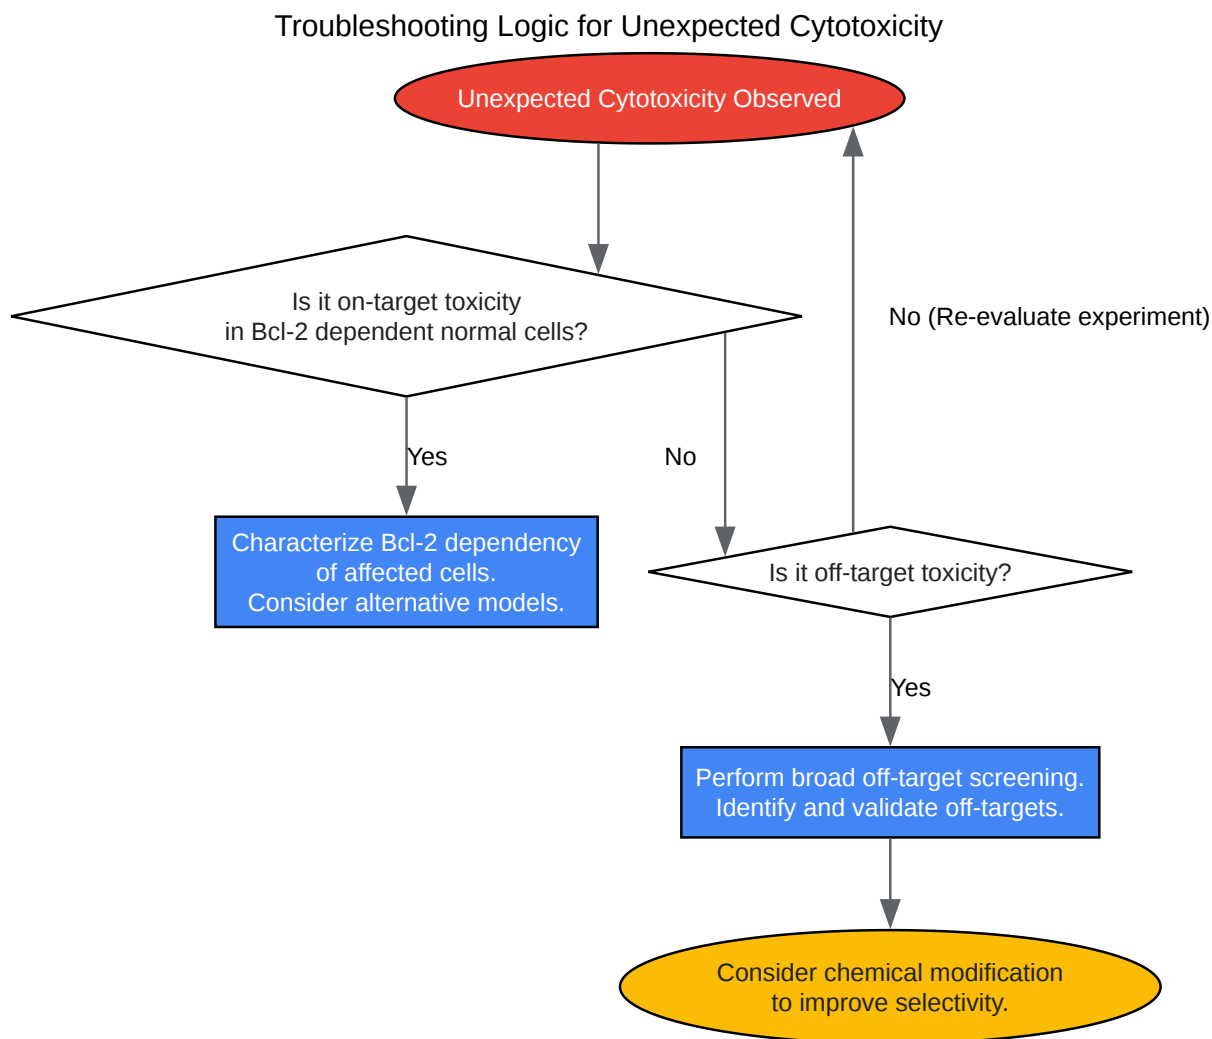 Troubleshooting Logic for Unexpected Cytotoxicity
Unexpected Cytotoxicity Observed
Is it on-target toxicity
in Bcl-2 dependent normal cells?
No (Re-evaluate experiment)
Yes
No
Characterize Bcl-2 dependency
of affected cells.
Consider alternative models.
Is it off-target toxicity?
Yes
Perform broad off-target screening.
Identify and validate off-targets.
Consider chemical modification
to improve selectivity.